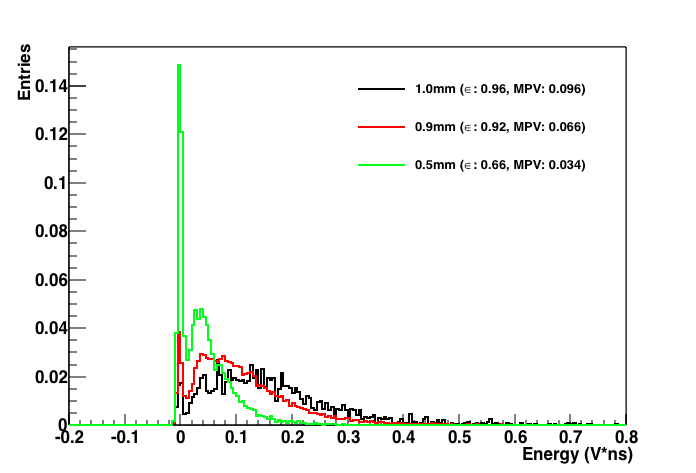 Entries
0.14
0.12
0.1
0.08
0.06
0.04
0.02
0
1.0mm (∈: 0.96, MPV: 0.096)
0.9mm (∈: 0.92, MPV: 0.066)
0.5mm (∈: 0.66, MPV: 0.034)
-0.2 -0.1 0 0.1 0.2 0.3 0.4 0.5 0.6 0.7 0.8
Energy (V*ns)